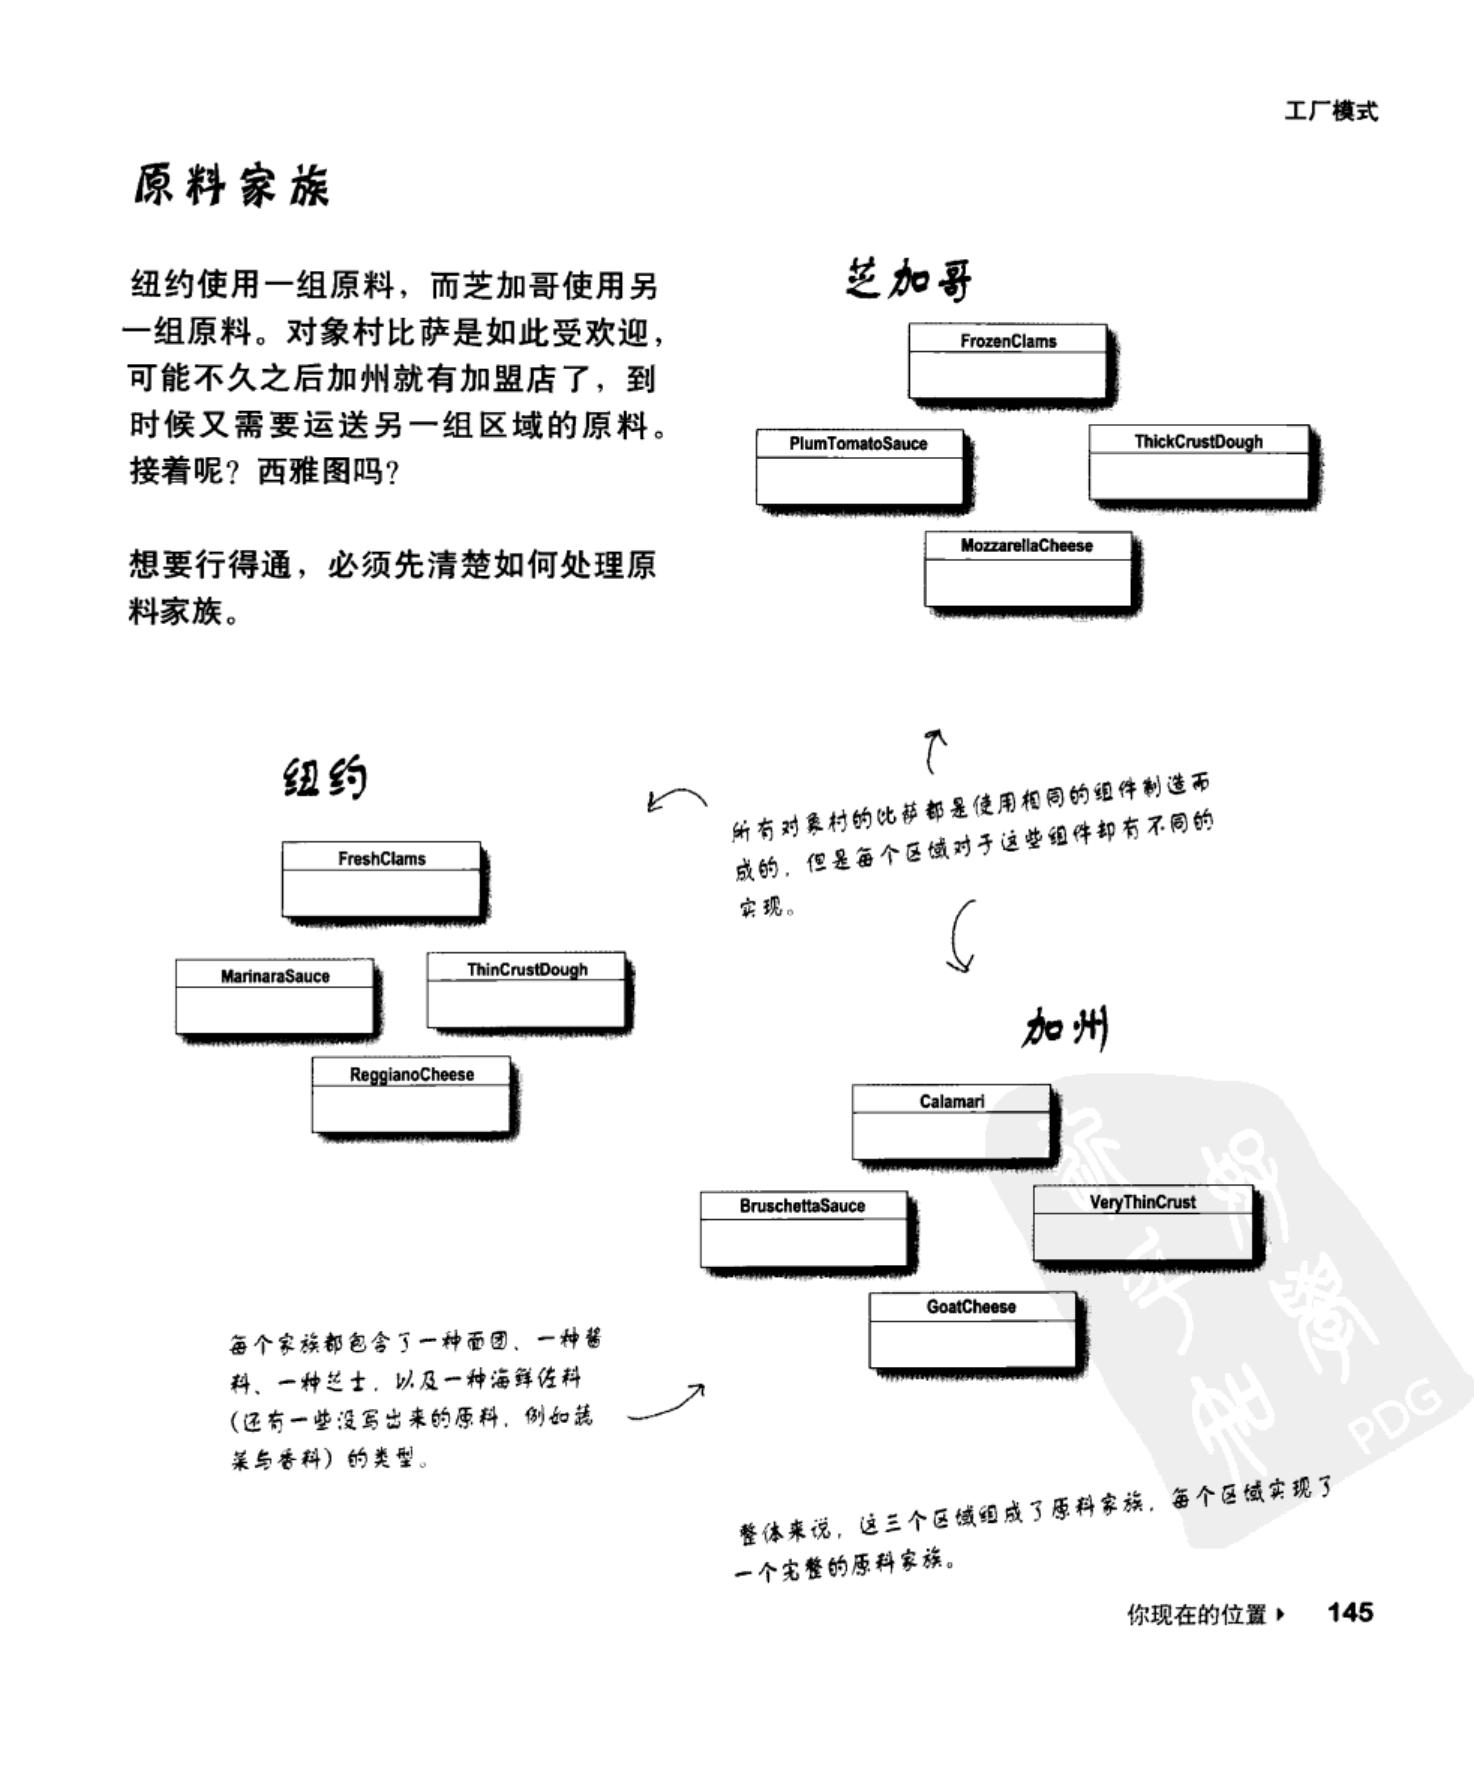 工厂模式
原料家族
纽约使用一组原料，而芝加哥使用另
一组原料。对象村比萨是如此受欢迎，
可能不久之后加州就有加盟店了，到
时候又需要运送另一组区域的原料。
接着呢？西雅图吗？
想要行得通，必须先清楚如何处理原
料家族。
芝加哥
FrozenClams
PlumTomatoSauce
ThickCrustDough
MozzarellaCheese
纽约
FreshClams
MarinaraSauce
ThinCrustDough
ReggianoCheese
所有对象村的比萨都是使用相同的组件制造而
成的，但是每个区域对于这些组件却有不同的
实现。
加州
Calamari
BruschettaSauce
VeryThinCrust
GoatCheese
每个家族都包含了一种面团、一种酱
料、一种芝士，以及一种海鲜佐料
（还有一些没写出来的原料，例如蔬
菜与香料）的类型。
整体来说，这三个区域组成了原料家族，每个区域实现了
一个完整的原料家族。
PDG
你现在的位置 ▸ 145